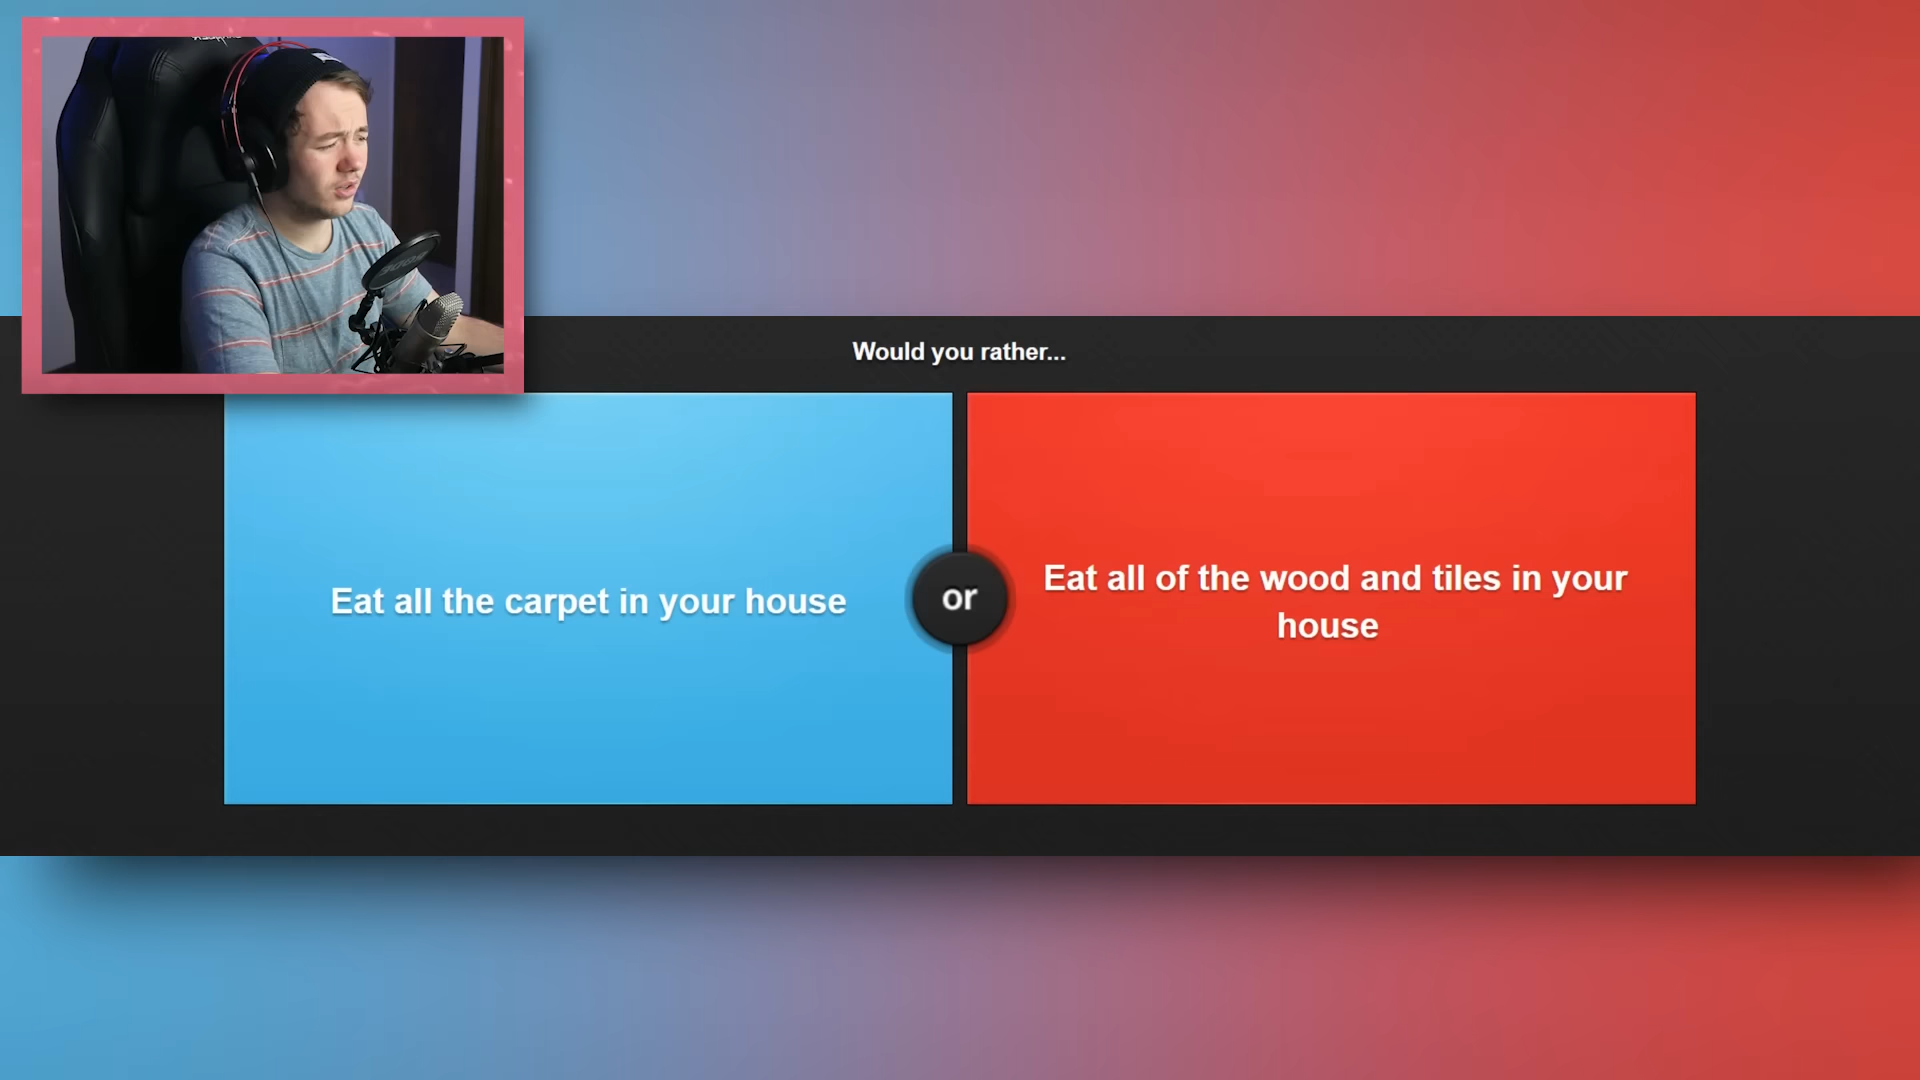 Would you rather...
Eat all the carpet in your house
or
Eat all of the wood and tiles in your
house